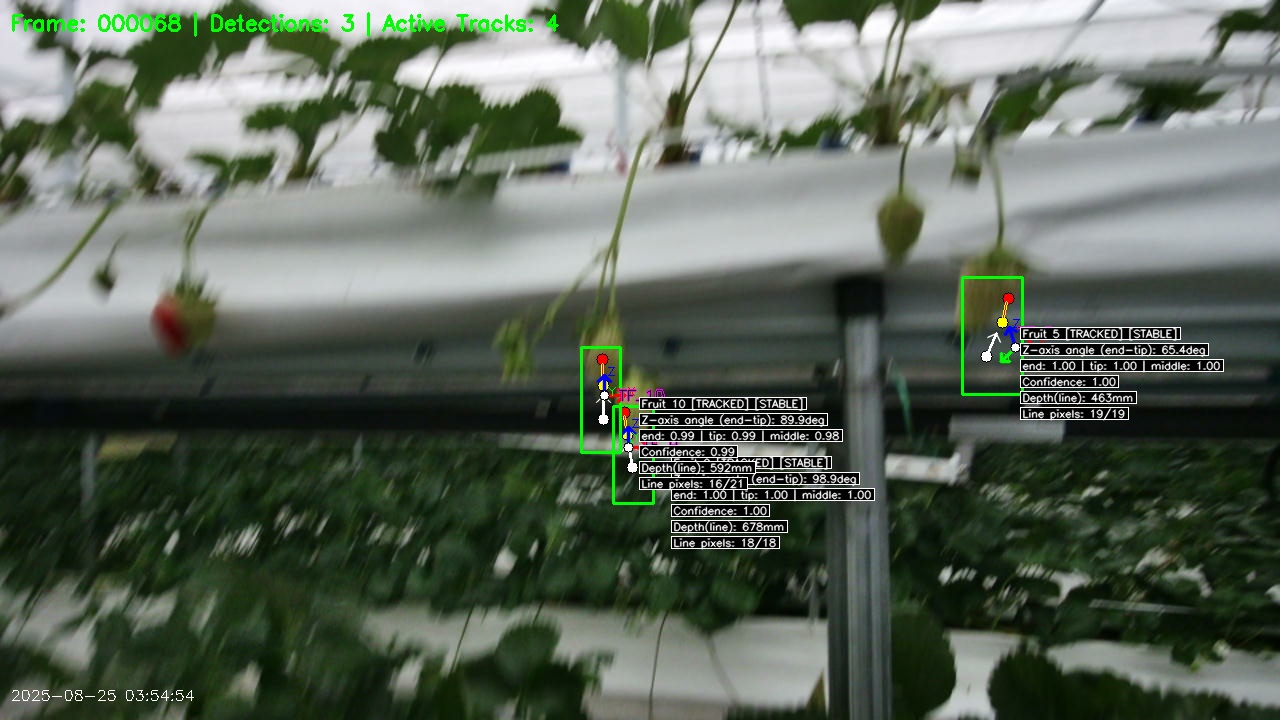 Frame: 000068 | Detections: 3 | Active Tracks: 4
Fruit 5 [TRACKED] [STABLE]
Z-axis angle (end-tip): 65.4deg
end: 1.00 | tip: 1.00 | middle: 1.00
Confidence: 1.00
Depth(line): 463mm
Line pixels: 19/19
Z
Z
Fruit 10 [TRACKED] [STABLE]
Z-axis angle (end-tip): 89.9deg
end: 0.99 | tip: 0.99 | middle: 0.98
Confidence: 0.99
Depth(line): 592mm
Line pixels: 16/21
[STABLE]
(end-tip): 98.9deg
end: 1.00 | tip: 1.00 | middle: 1.00
Confidence: 1.00
Depth(line): 678mm
Line pixels: 18/18
2025-08-25 03:54:54